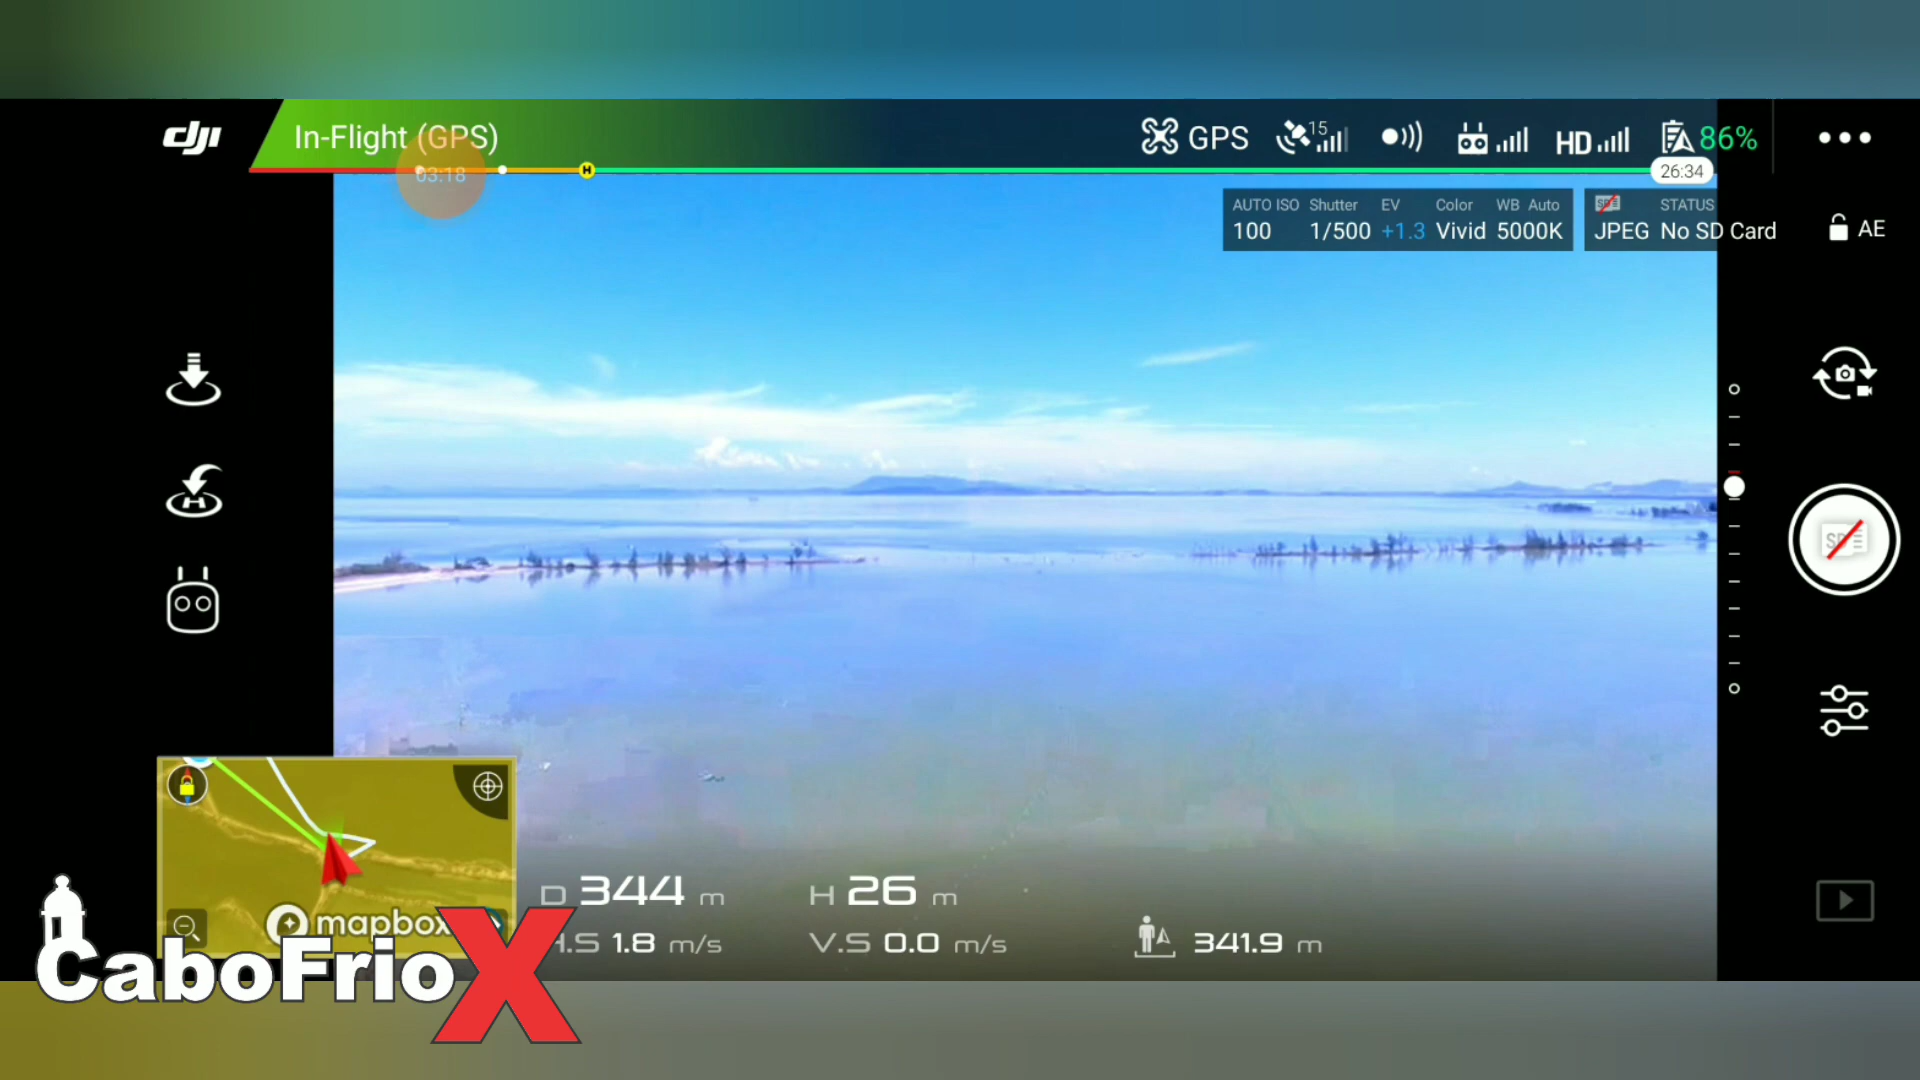 dji In-Flight (GPS) GPS 15 HD 86%
03:18 H 26:34
AUTO ISO Shutter EV Color WB Auto STATUS
100 1/500 +1.3 Vivid 5000K JPEG No SD Card AE
D 344 m H 26 m
mapbox
H.S 1.8 m/s V.S 0.0 m/s 341.9 m
CaboFrioX